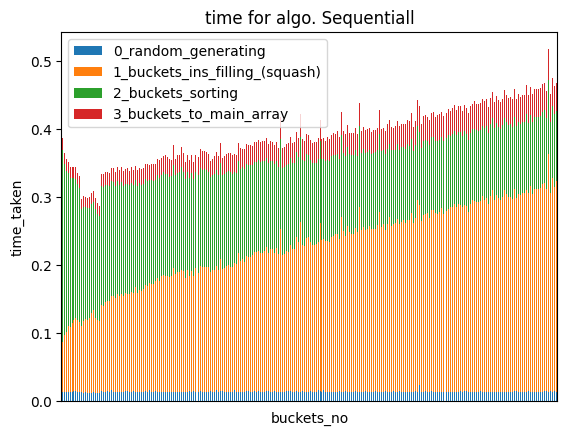 time for algo. Sequentiall
0_random_generating
1_buckets_ins_filling_(squash)
2_buckets_sorting
3_buckets_to_main_array
0.5
0.4
0.3
0.2
0.1
0.0
time_taken
buckets_no